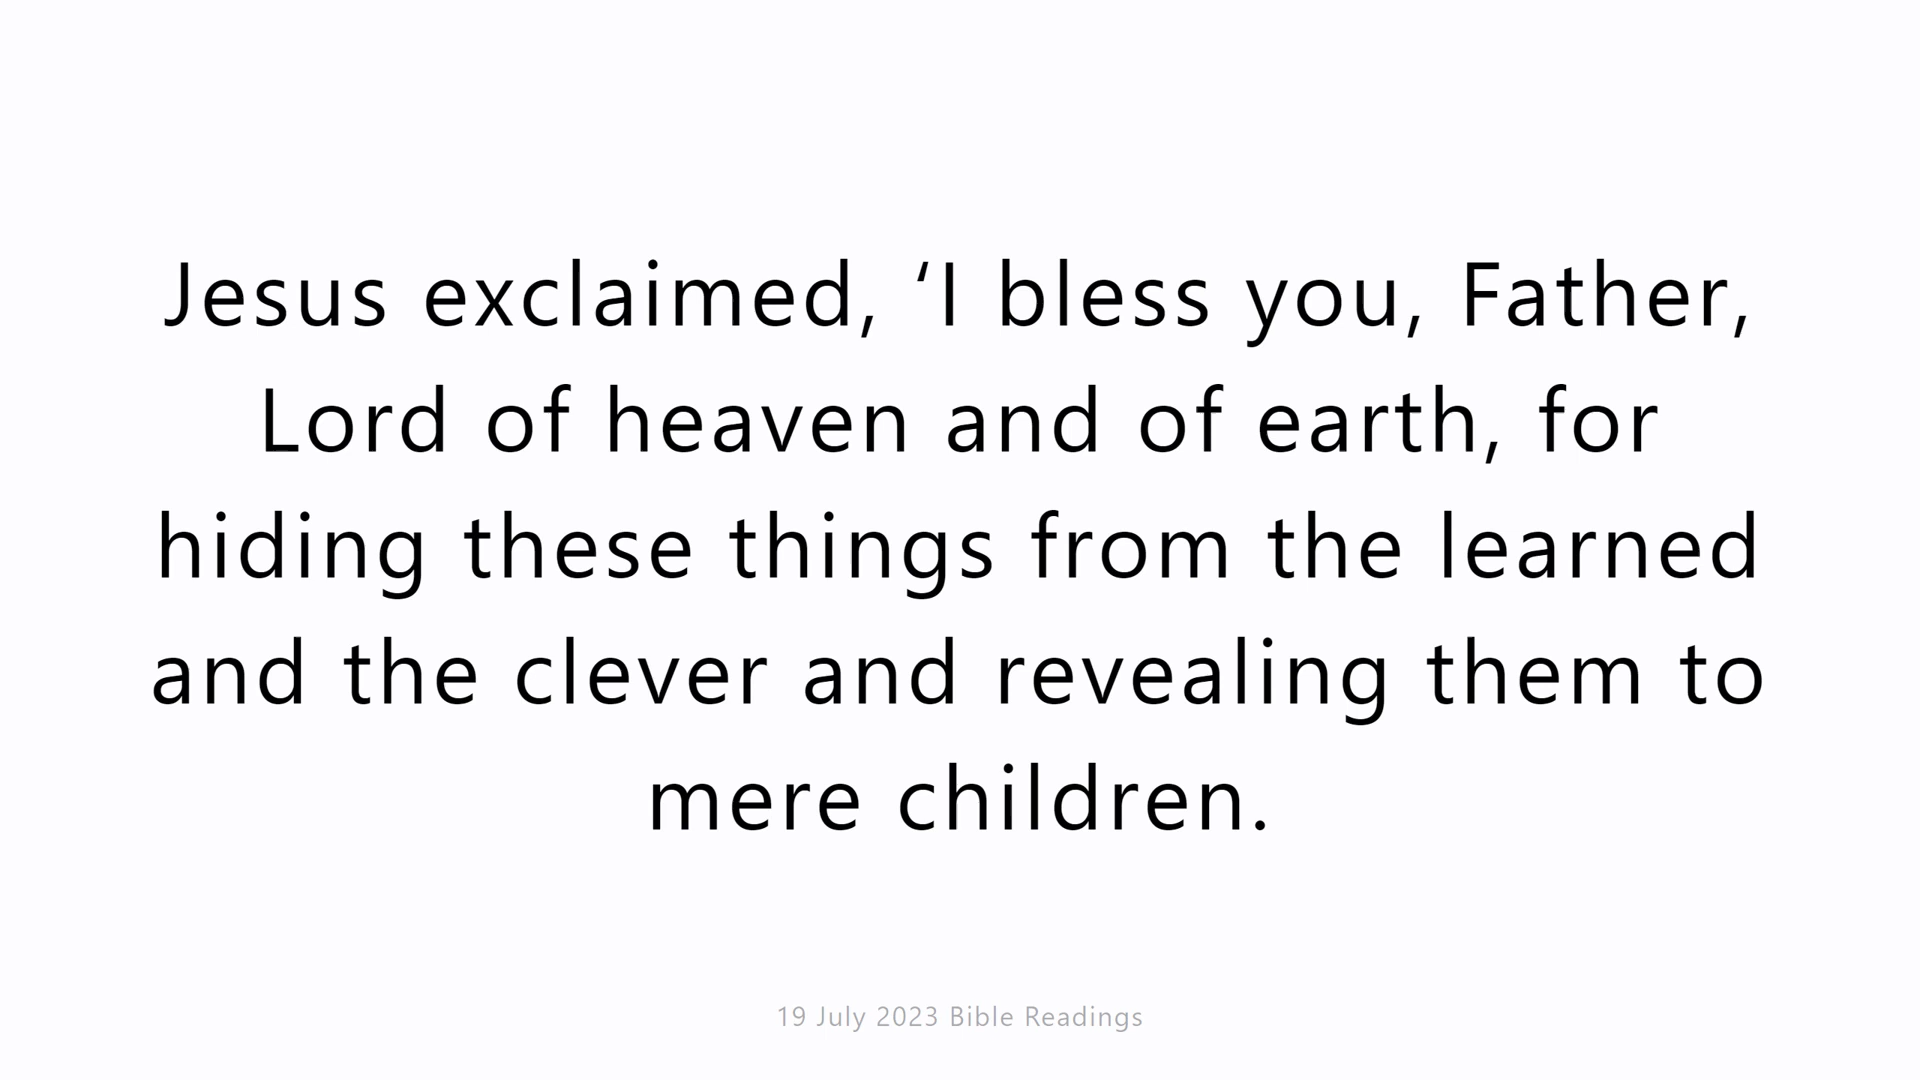 Jesus exclaimed, ‘I bless you, Father,
Lord of heaven and of earth, for
hiding these things from the learned
and the clever and revealing them to
mere children.
19 July 2023 Bible Readings